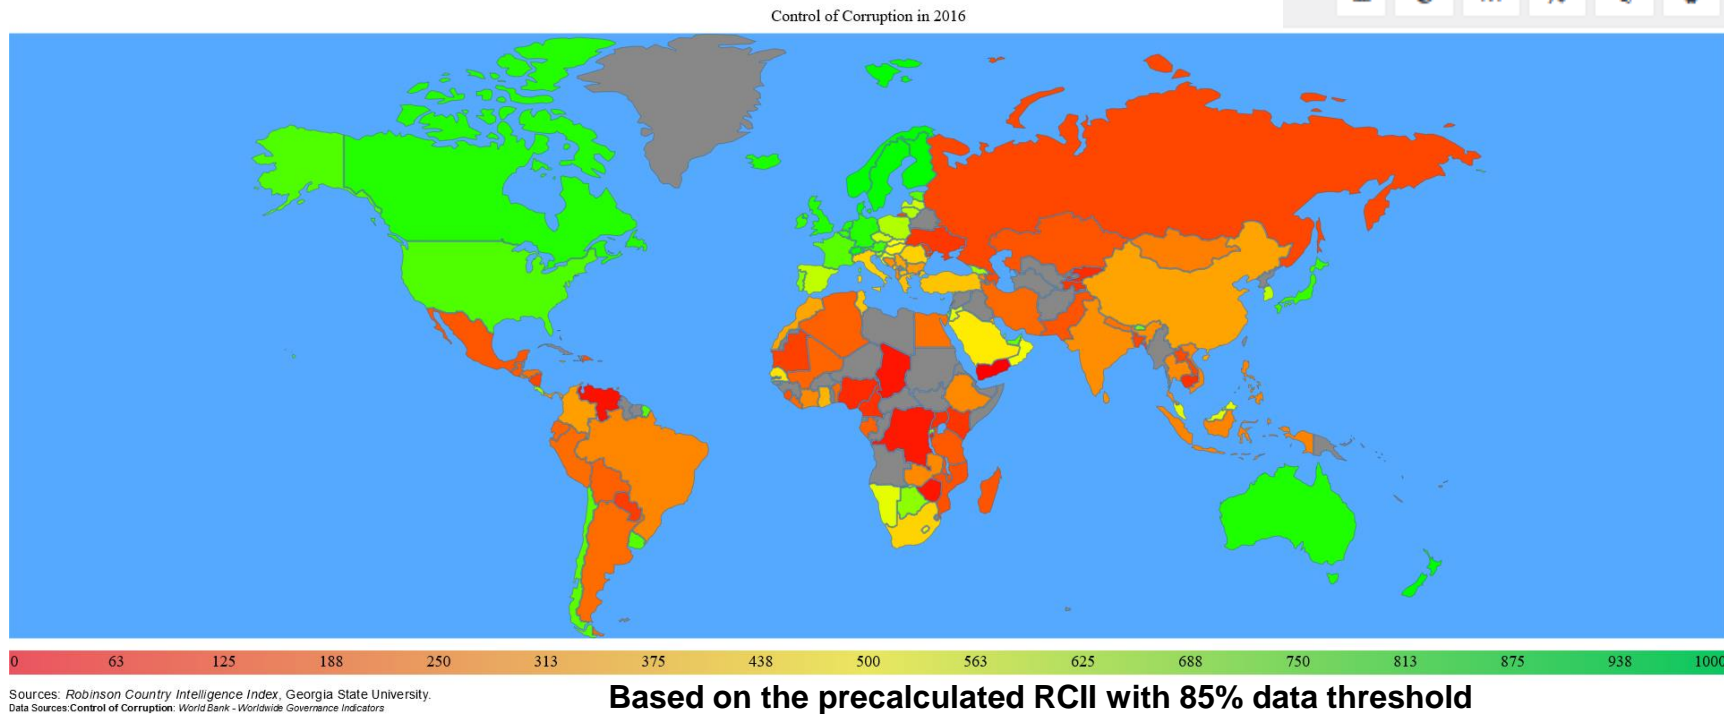 Control of Corruption in 2016
0 63 125 188 250 313 375 438 500 563 625 688 750 813 875 938 1000
Sources: Robinson Country Intelligence Index, Georgia State University.
Data Sources:Control of Corruption: World Bank - Worldwide Governance Indicators
Based on the precalculated RCII with 85% data threshold